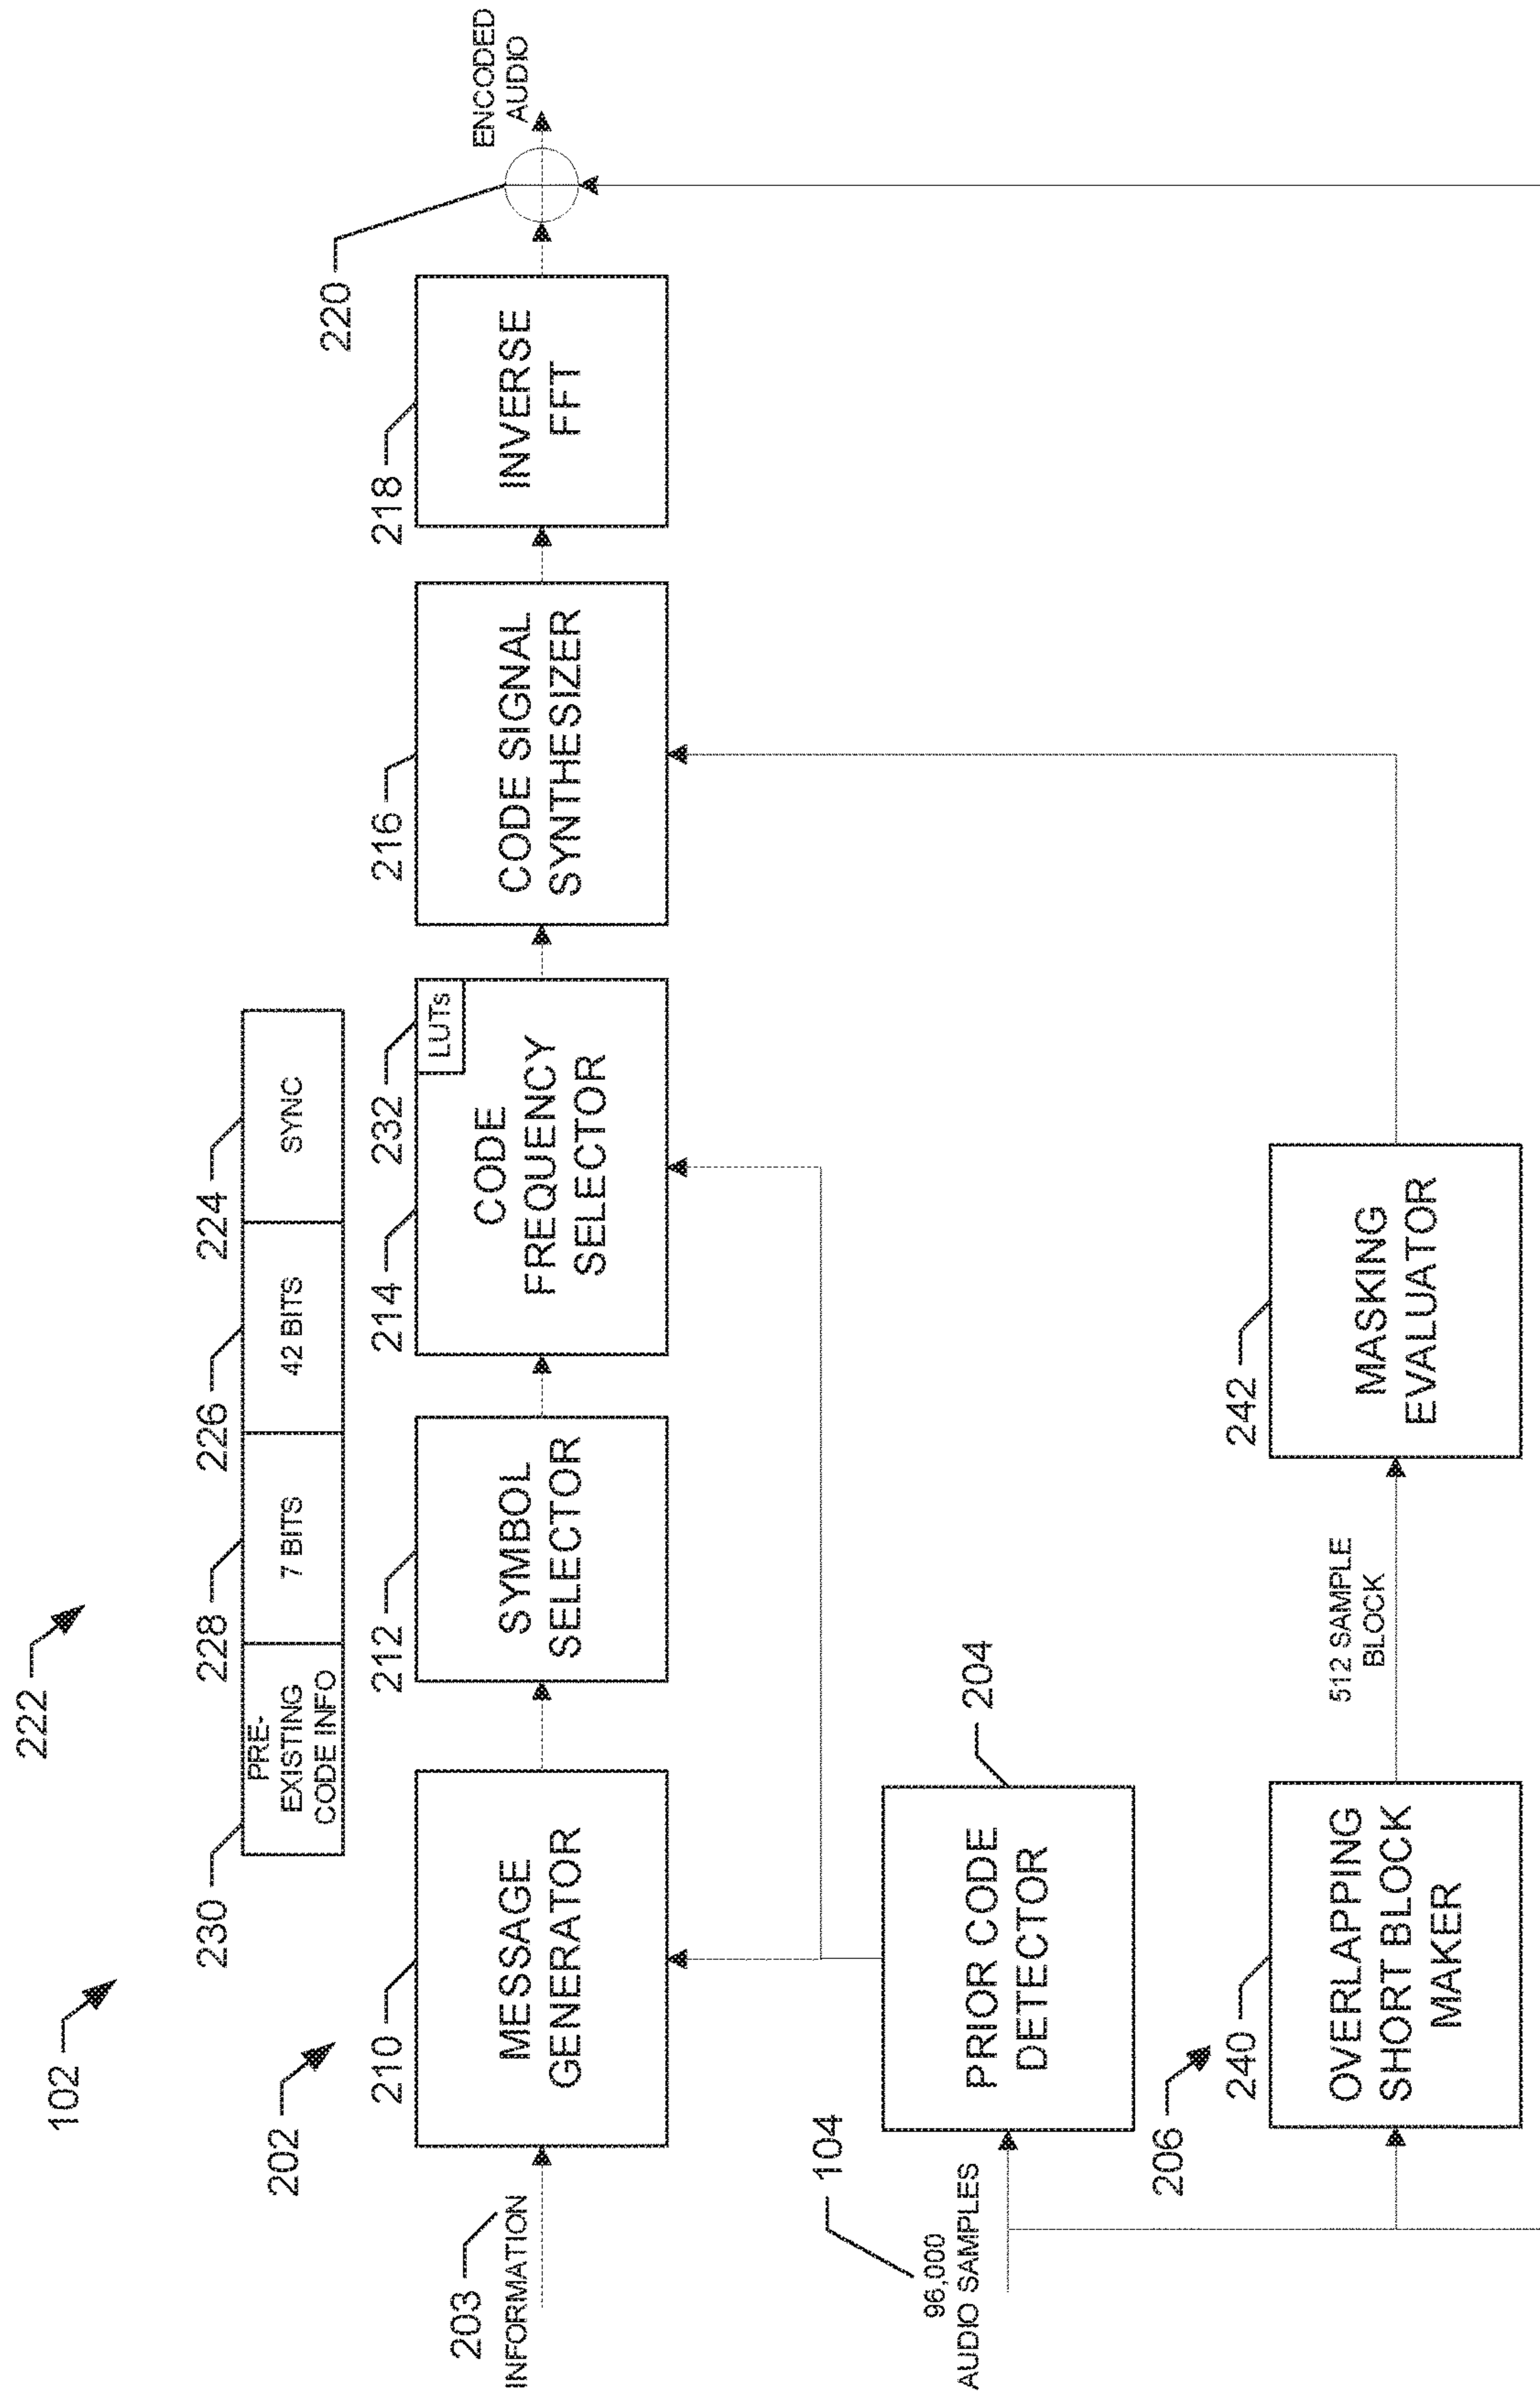 102
222
230
228
226
224
PRE-
EXISTING
CODE INFO
7 BITS
42 BITS
SYNC
202
203
INFORMATION
210
MESSAGE
GENERATOR
212
SYMBOL
SELECTOR
214
232
LUTs
CODE
FREQUENCY
SELECTOR
216
CODE SIGNAL
SYNTHESIZER
218
INVERSE
FFT
220
ENCODED
AUDIO
104
96,000
AUDIO SAMPLES
204
PRIOR CODE
DETECTOR
206
240
OVERLAPPING
SHORT BLOCK
MAKER
512 SAMPLE
BLOCK
242
MASKING
EVALUATOR